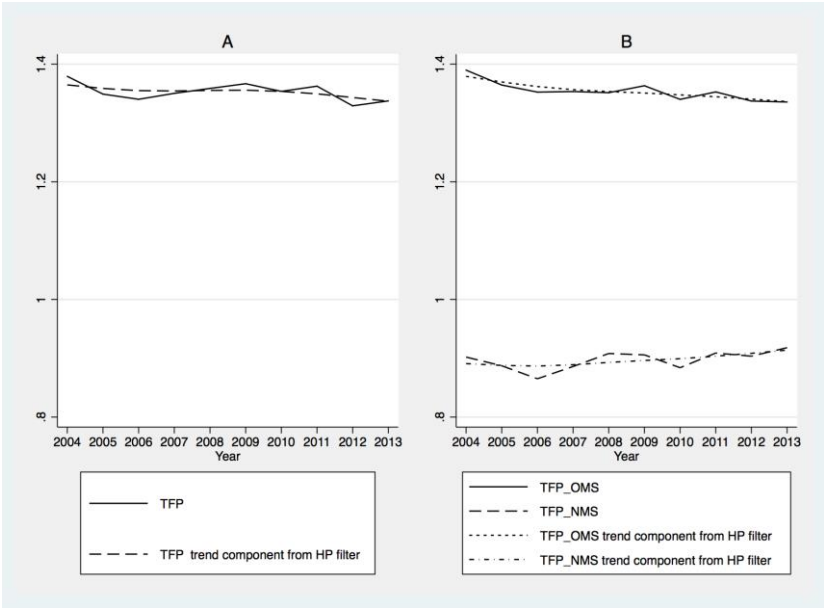 A
1.4
1.2
1
.8
2004 2005 2006 2007 2008 2009 2010 2011 2012 2013
Year
TFP
TFP trend component from HP filter
B
1.4
1.2
1
.8
2004 2005 2006 2007 2008 2009 2010 2011 2012 2013
Year
TFP_OMS
TFP_NMS
TFP_OMS trend component from HP filter
TFP_NMS trend component from HP filter